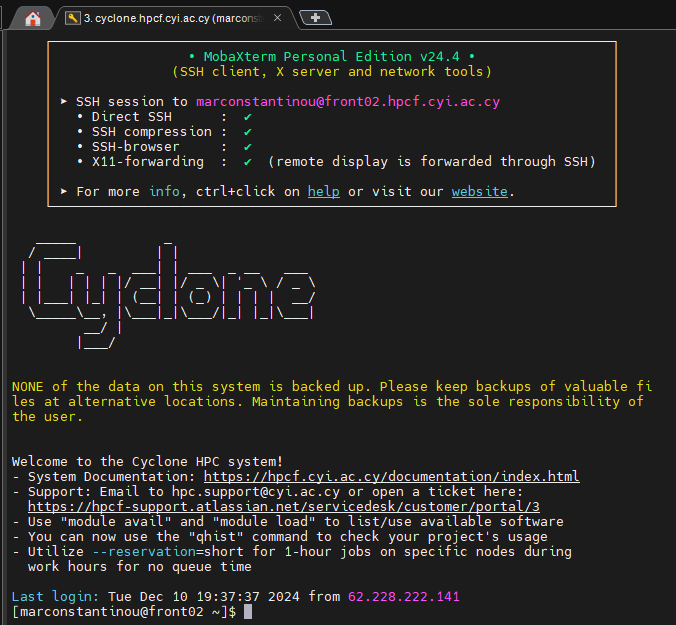 3. cyclone.hpcf.cyi.ac.cy (marcons
• MobaXterm Personal Edition v24.4 •
(SSH client, X server and network tools)
➤ SSH session to marconstantinou@front02.hpcf.cyi.ac.cy
• Direct SSH : ✔
• SSH compression : ✔
• SSH-browser : ✔
• X11-forwarding : ✔ (remote display is forwarded through SSH)
➤ For more info, ctrl+click on help or visit our website.
Cyclone
NONE of the data on this system is backed up. Please keep backups of valuable fi
les at alternative locations. Maintaining backups is the sole responsibility of
the user.
Welcome to the Cyclone HPC system!
- System Documentation: https://hpcf.cyi.ac.cy/documentation/index.html
- Support: Email to hpc.support@cyi.ac.cy or open a ticket here:
https://hpcf-support.atlassian.net/servicedesk/customer/portal/3
- Use "module avail" and "module load" to list/use available software
- You can now use the "qhist" command to check your project's usage
- Utilize --reservation=short for 1-hour jobs on specific nodes during
work hours for no queue time
Last login: Tue Dec 10 19:37:37 2024 from 62.228.222.141
[marconstantinou@front02 ~]$